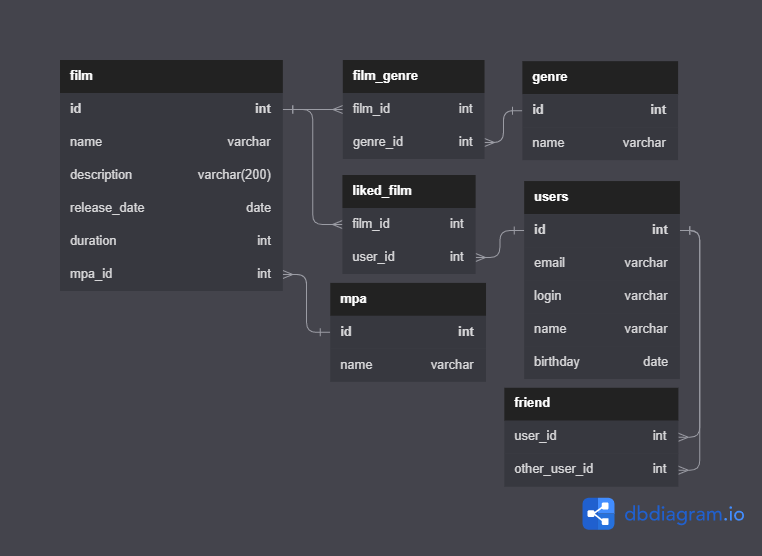 film
id int
name varchar
description varchar(200)
release_date date
duration int
mpa_id int
film_genre
film_id int
genre_id int
genre
id int
name varchar
liked_film
film_id int
user_id int
users
id int
email varchar
login varchar
name varchar
birthday date
mpa
id int
name varchar
friend
user_id int
other_user_id int
dbdiagram.io